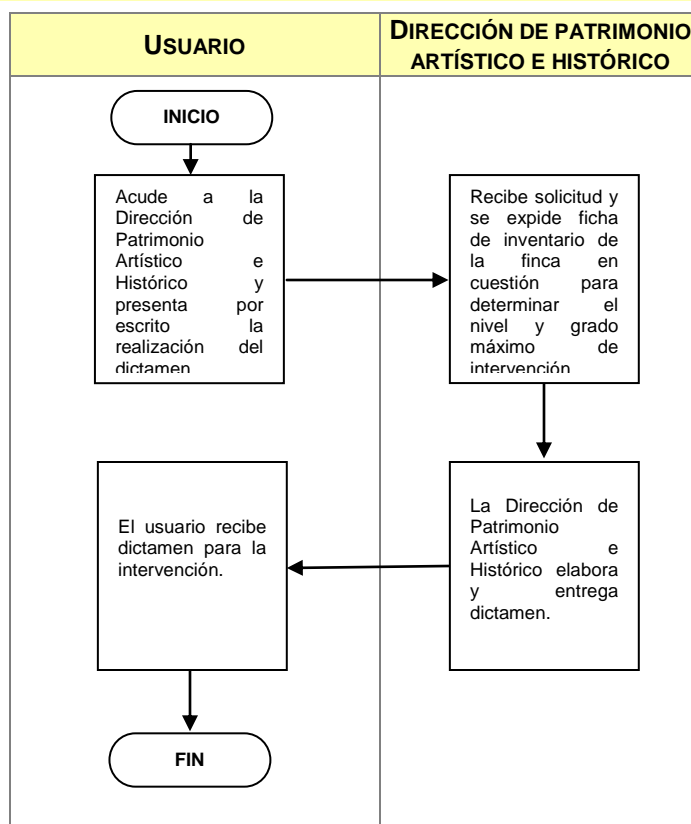 USUARIO
DIRECCIÓN DE PATRIMONIO
ARTÍSTICO E HISTÓRICO
INICIO
Acude a la
Dirección de
Patrimonio
Artístico e
Histórico y
presenta por
escrito la
realización del
dictamen
Recibe solicitud y
se expide ficha
de inventario de
la finca en
cuestión para
determinar el
nivel y grado
máximo de
intervención
La Dirección de
Patrimonio
Artístico e
Histórico elabora
y entrega
dictamen.
El usuario recibe
dictamen para la
intervención.
FIN